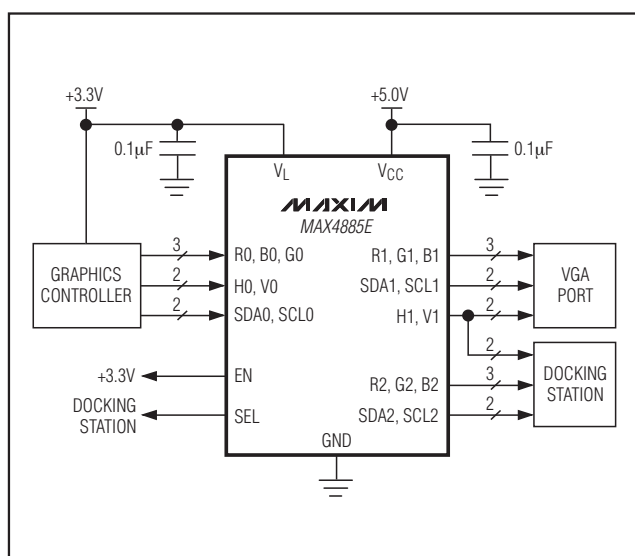 +3.3V
+5.0V
0.1µF
0.1µF
VL
VCC
MAXIM
MAX4885E
GRAPHICS
CONTROLLER
3
R0, B0, G0
2
H0, V0
2
SDA0, SCL0
R1, G1, B1
3
SDA1, SCL1
2
H1, V1
2
VGA
PORT
2
R2, G2, B2
3
SDA2, SCL2
2
DOCKING
STATION
+3.3V
EN
DOCKING
STATION
SEL
GND